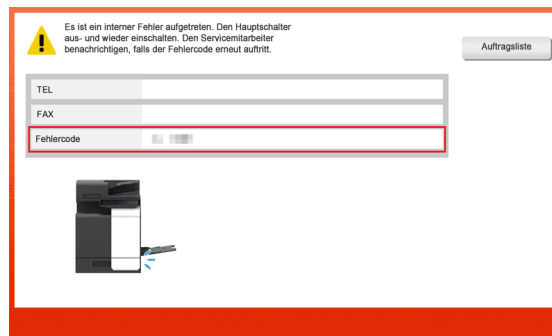 Es ist ein interner Fehler aufgetreten. Den Hauptschalter
aus- und wieder einschalten. Den Servicemitarbeiter
benachrichtigen, falls der Fehlercode erneut auftritt.
Auftragsliste
TEL
FAX
Fehlercode